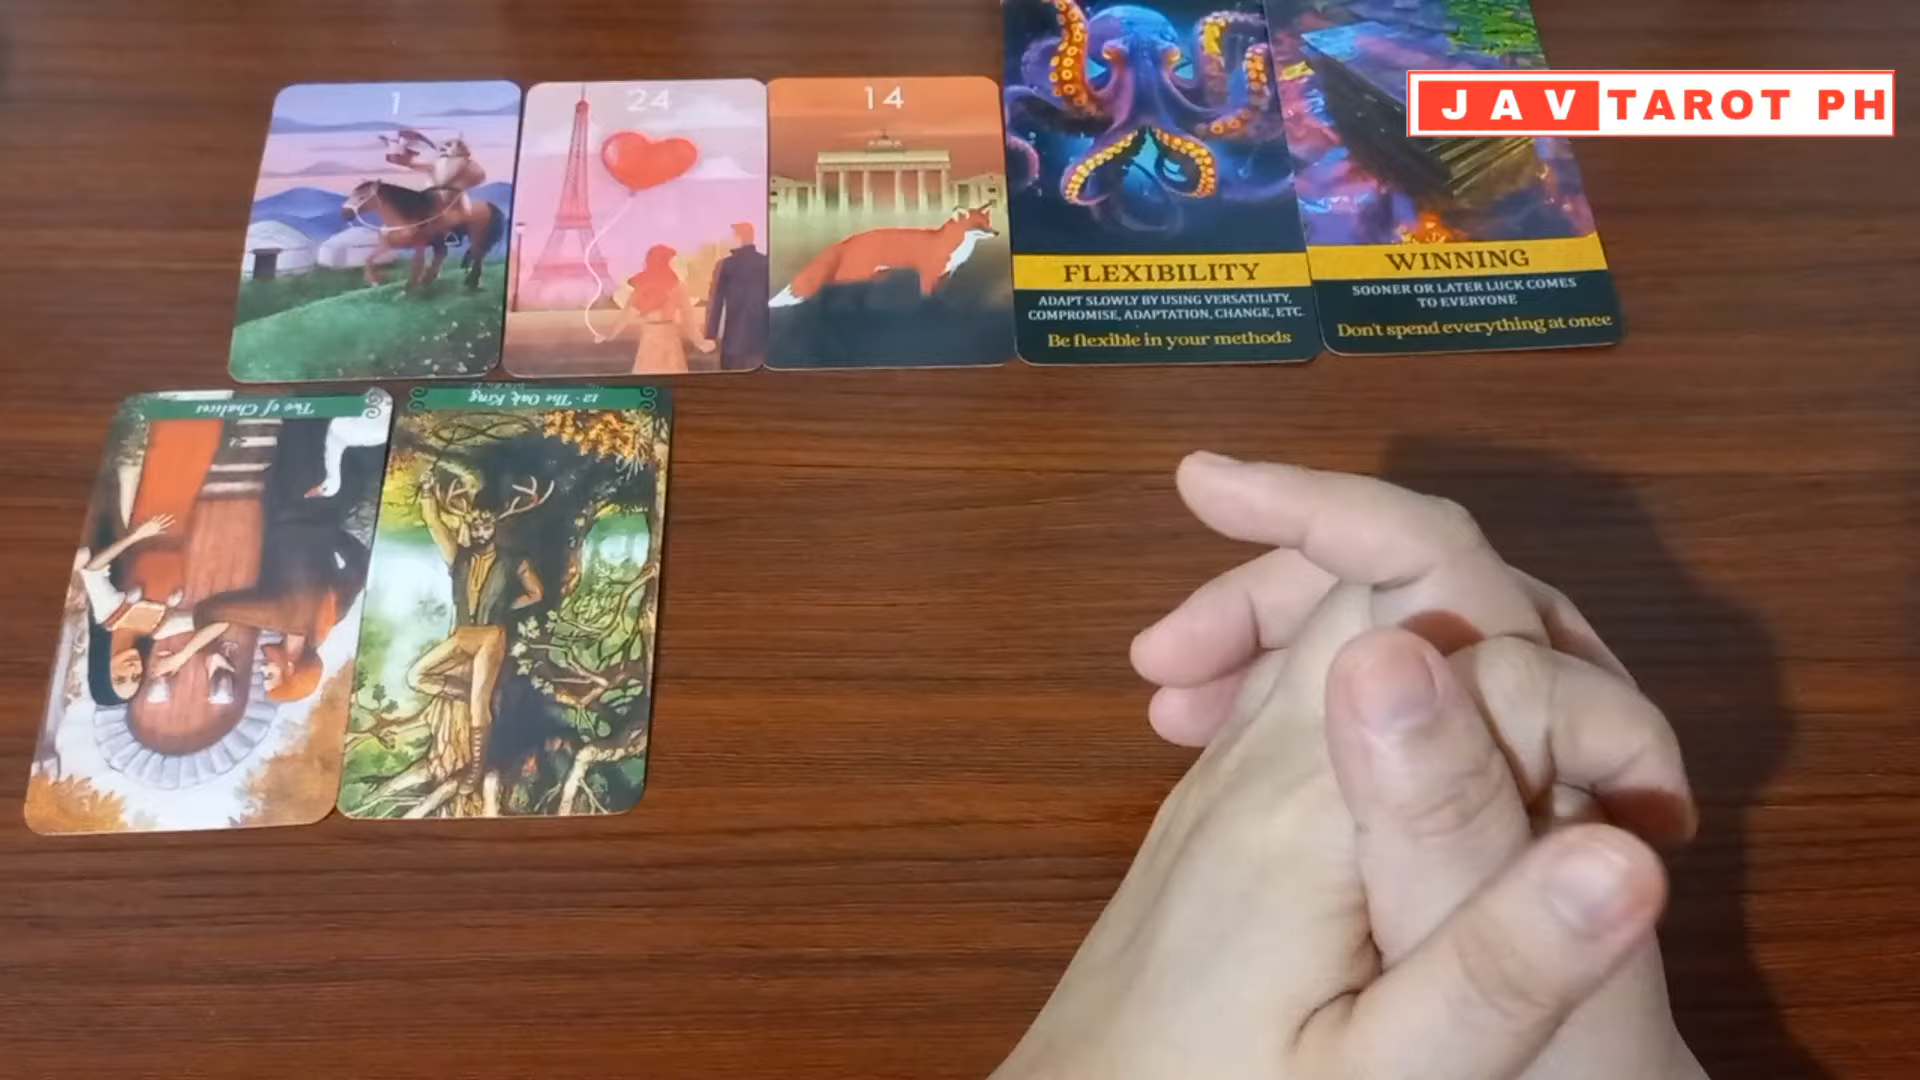 JAV TAROT PH
1
24
14
FLEXIBILITY
ADAPT SLOWLY BY USING VERSATILITY,
COMPROMISE, ADAPTATION, CHANGE, ETC.
Be flexible in your methods
WINNING
SOONER OR LATER LUCK COMES
TO EVERYONE
Don't spend everything at once
Two of Chalices
12 · The Oak King